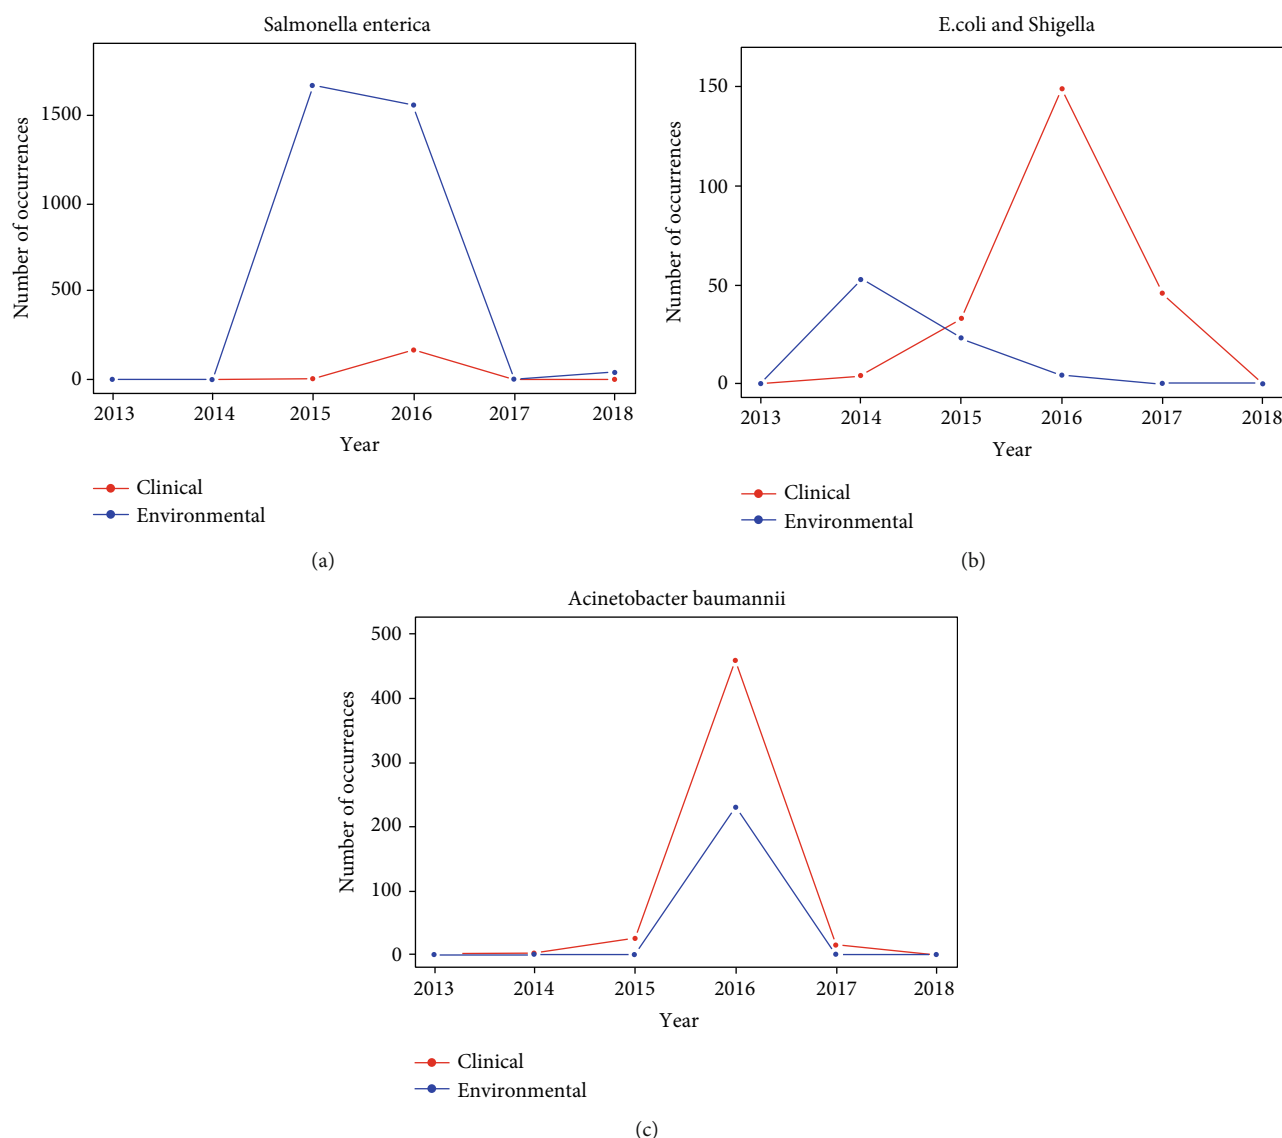 Salmonella enterica
Number of occurrences
1500
1000
500
0
2013 2014 2015 2016 2017 2018
Year
Clinical
Environmental
(a)
E.coli and Shigella
Number of occurrences
150
100
50
0
2013 2014 2015 2016 2017 2018
Year
Clinical
Environmental
(b)
Acinetobacter baumannii
Number of occurrences
500
400
300
200
100
0
2013 2014 2015 2016 2017 2018
Year
Clinical
Environmental
(c)